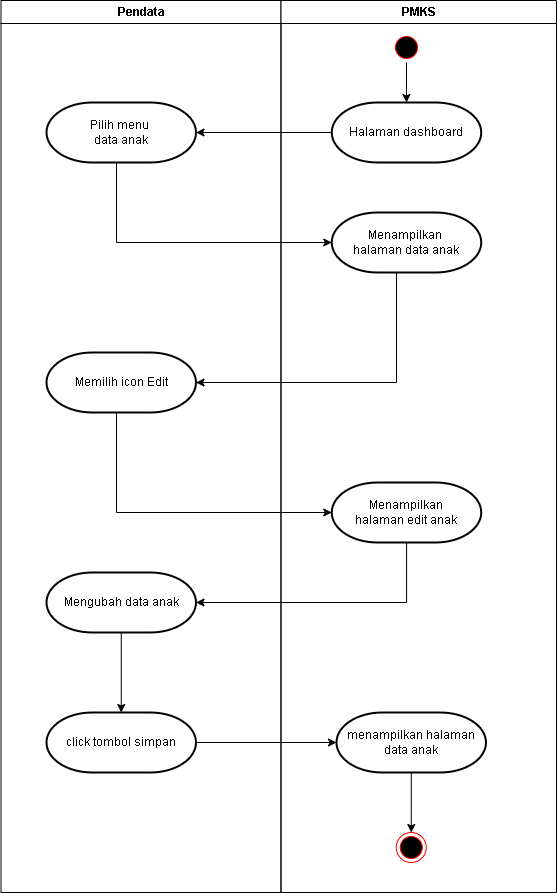 Pendata
PMKS
Halaman dashboard
Pilih menu
data anak
Menampilkan
halaman data anak
Memilih icon Edit
Menampilkan
halaman edit anak
Mengubah data anak
click tombol simpan
menampilkan halaman
data anak